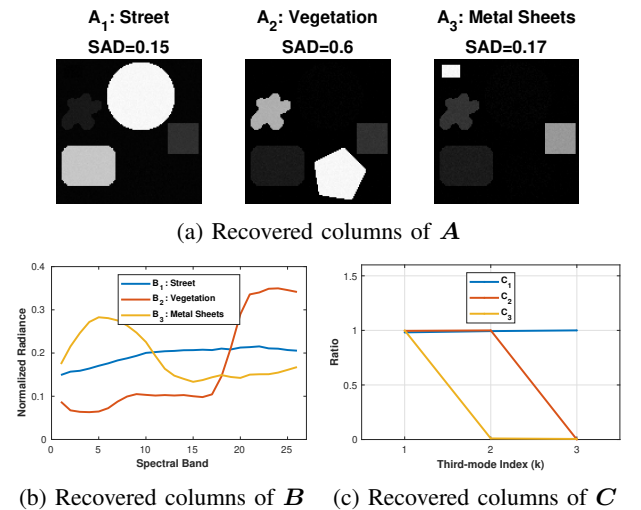 A1: Street
SAD=0.15
A2: Vegetation
SAD=0.6
A3: Metal Sheets
SAD=0.17
(a) Recovered columns of A
0.4
0.3
0.2
0.1
0
Normalized Radiance
B1: Street
B2: Vegetation
B3: Metal Sheets
0 5 10 15 20 25
Spectral Band
(b) Recovered columns of B
1.5
1
0.5
0
Ratio
C1
C2
C3
1 2 3
Third-mode Index (k)
(c) Recovered columns of C